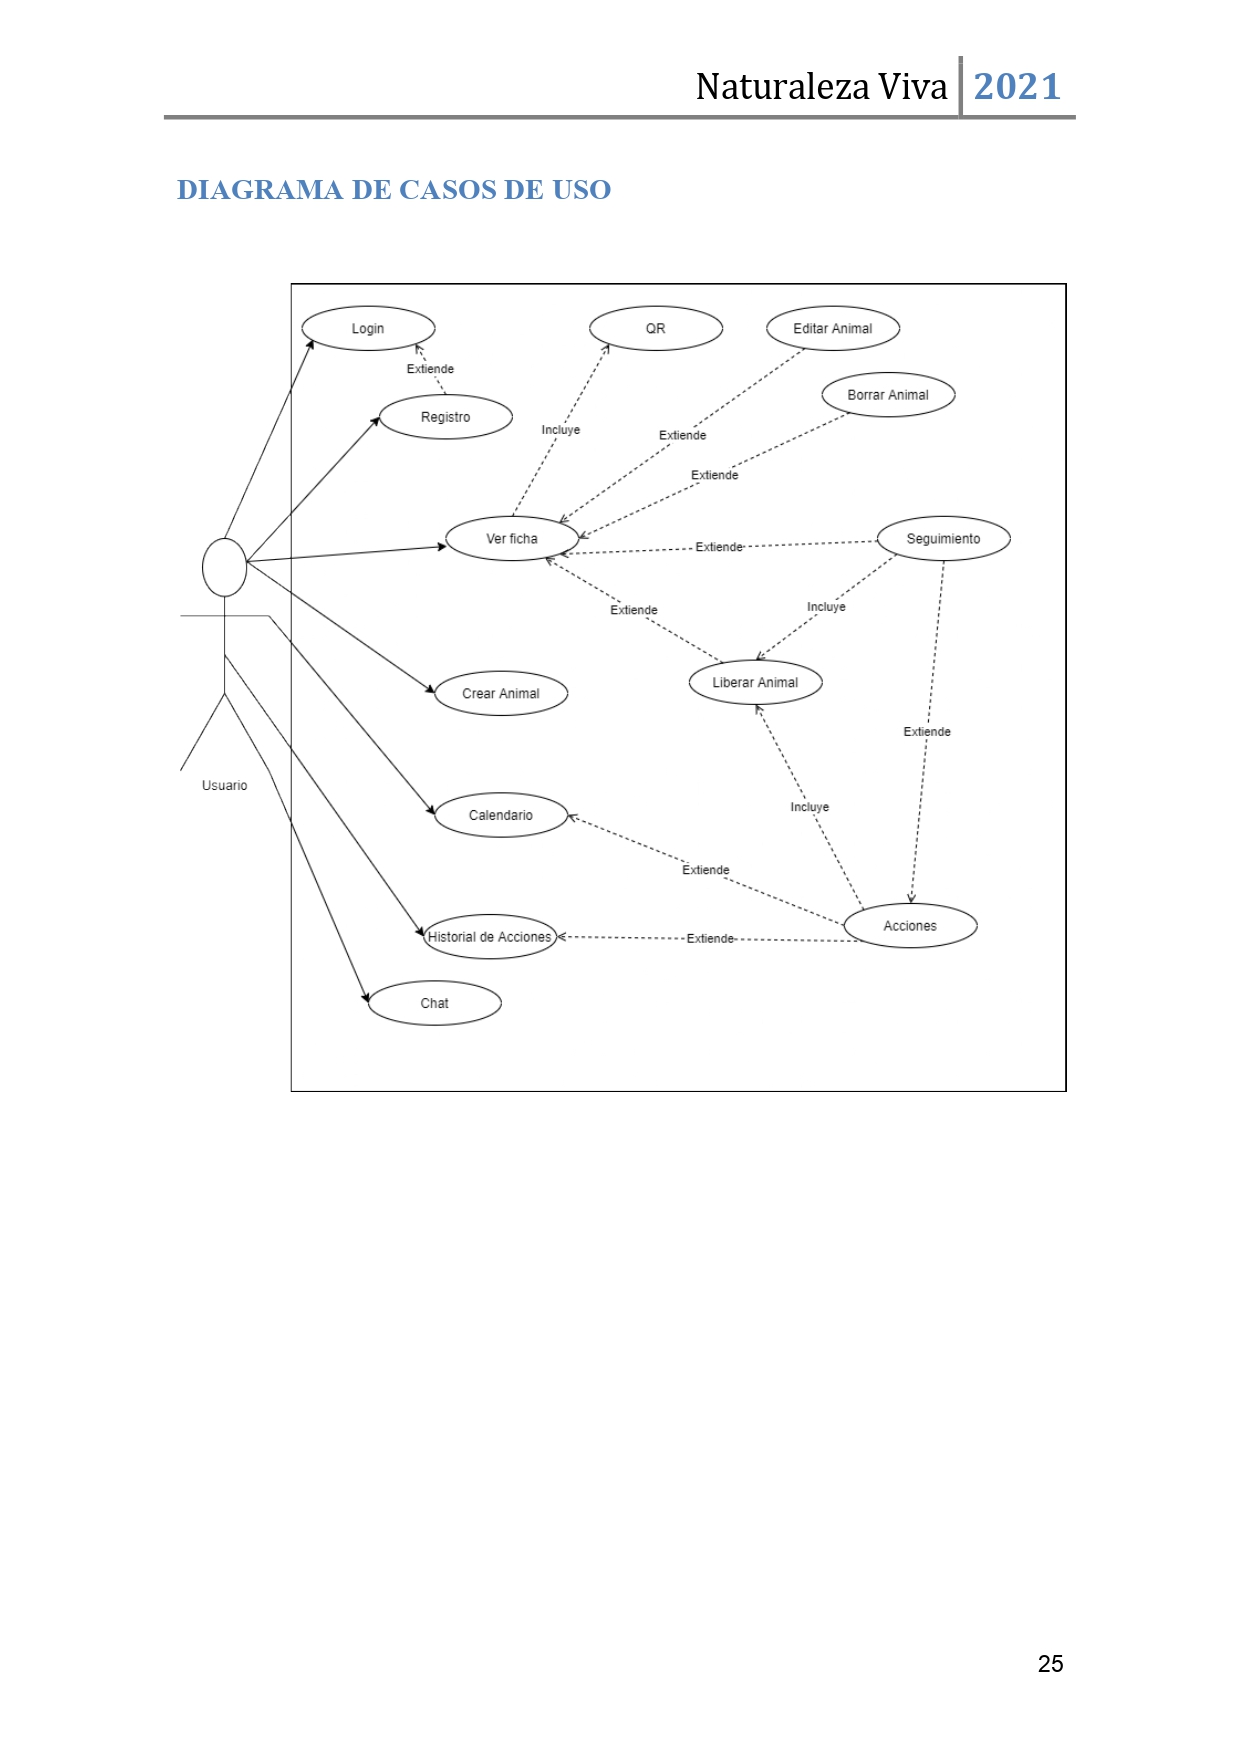 Naturaleza Viva 2021
DIAGRAMA DE CASOS DE USO
Login
QR
Editar Animal
Extiende
Borrar Animal
Registro
Incluye
Extiende
Extiende
Ver ficha
Seguimiento
Extiende
Extiende
Incluye
Liberar Animal
Crear Animal
Extiende
Usuario
Incluye
Calendario
Extiende
Acciones
Historial de Acciones
Extiende
Chat
25